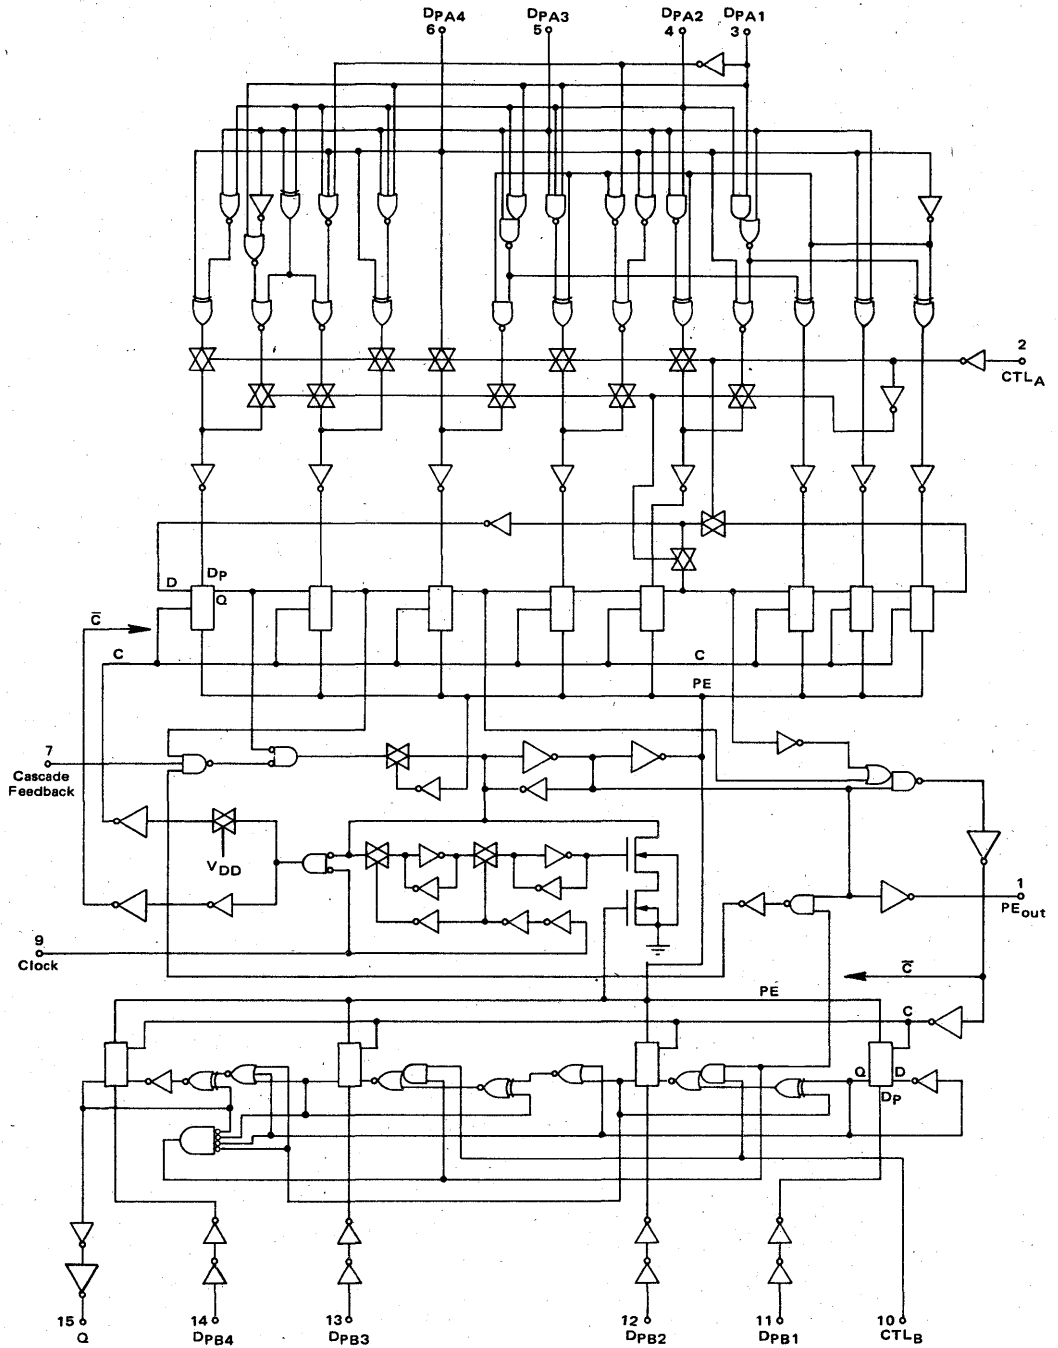 DPA4 DPA3 DPA2 DPA1
6 5 4 3
2
CTLA
DP
D
Q
C̅
C
C
PE
7
Cascade
Feedback
VDD
1
PEout
9
Clock
C̅
PE
C
Q
D
DP
15
Q
14
DPB4
13
DPB3
12
DPB2
11
DPB1
10
CTLB